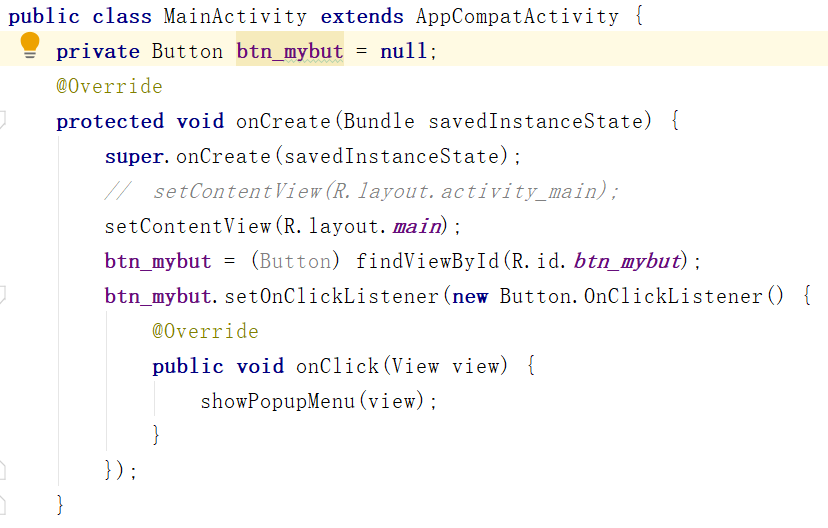 public class MainActivity extends AppCompatActivity {
    private Button btn_mybut = null;
    @Override
    protected void onCreate(Bundle savedInstanceState) {
        super.onCreate(savedInstanceState);
        //  setContentView(R.layout.activity_main);
        setContentView(R.layout.main);
        btn_mybut = (Button) findViewById(R.id.btn_mybut);
        btn_mybut.setOnClickListener(new Button.OnClickListener() {
            @Override
            public void onClick(View view) {
                showPopupMenu(view);
            }
        });
    }